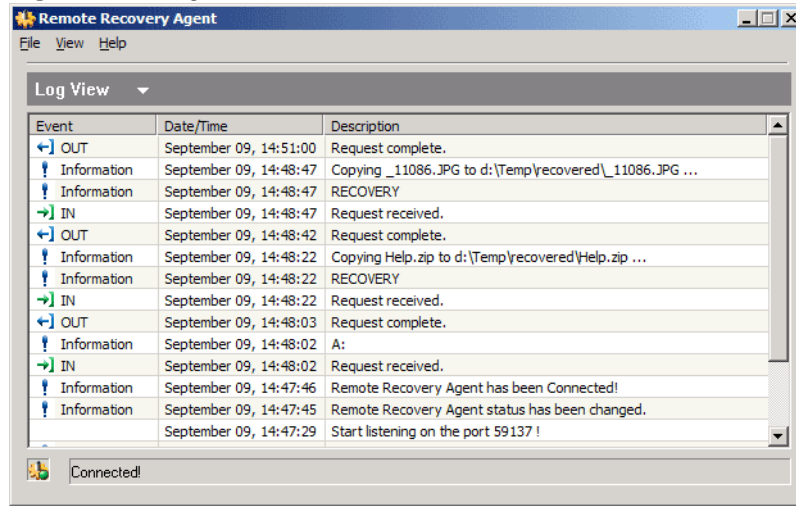 Remote Recovery Agent
File View Help
Log View
Event Date/Time Description
OUT September 09, 14:51:00 Request complete.
Information September 09, 14:48:47 Copying _11086.JPG to d:\Temp\recovered\_11086.JPG ...
Information September 09, 14:48:47 RECOVERY
IN September 09, 14:48:47 Request received.
OUT September 09, 14:48:42 Request complete.
Information September 09, 14:48:22 Copying Help.zip to d:\Temp\recovered\Help.zip ...
Information September 09, 14:48:22 RECOVERY
IN September 09, 14:48:22 Request received.
OUT September 09, 14:48:03 Request complete.
Information September 09, 14:48:02 A:
IN September 09, 14:48:02 Request received.
Information September 09, 14:47:46 Remote Recovery Agent has been Connected!
Information September 09, 14:47:45 Remote Recovery Agent status has been changed.
September 09, 14:47:29 Start listening on the port 59137 !
Connected!